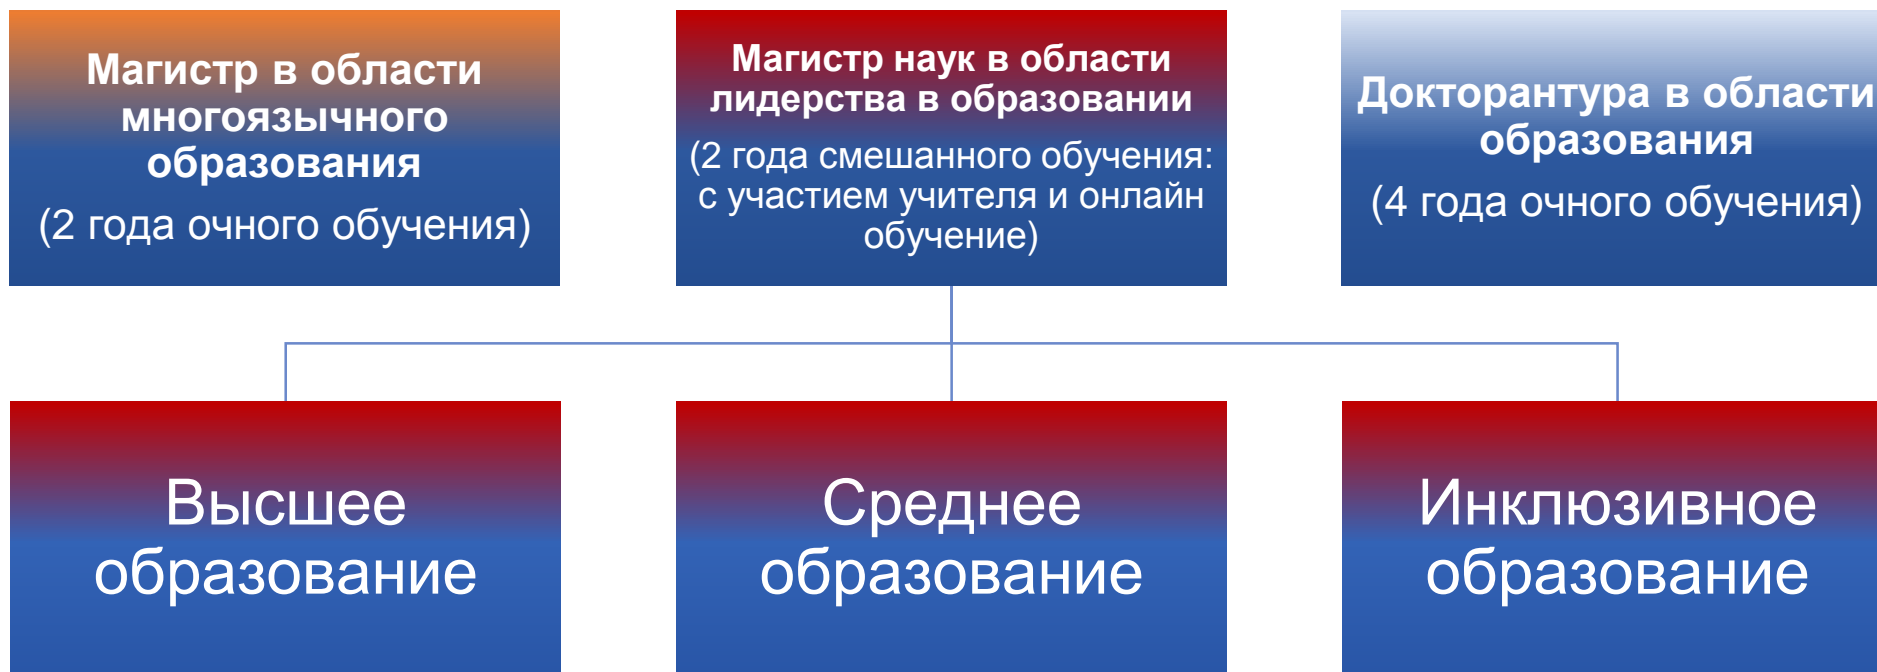 Магистр в области
многоязычного
образования
(2 года очного обучения)
Магистр наук в области
лидерства в образовании
(2 года смешанного обучения:
с участием учителя и онлайн
обучение)
Докторантура в области
образования
(4 года очного обучения)
Высшее
образование
Среднее
образование
Инклюзивное
образование